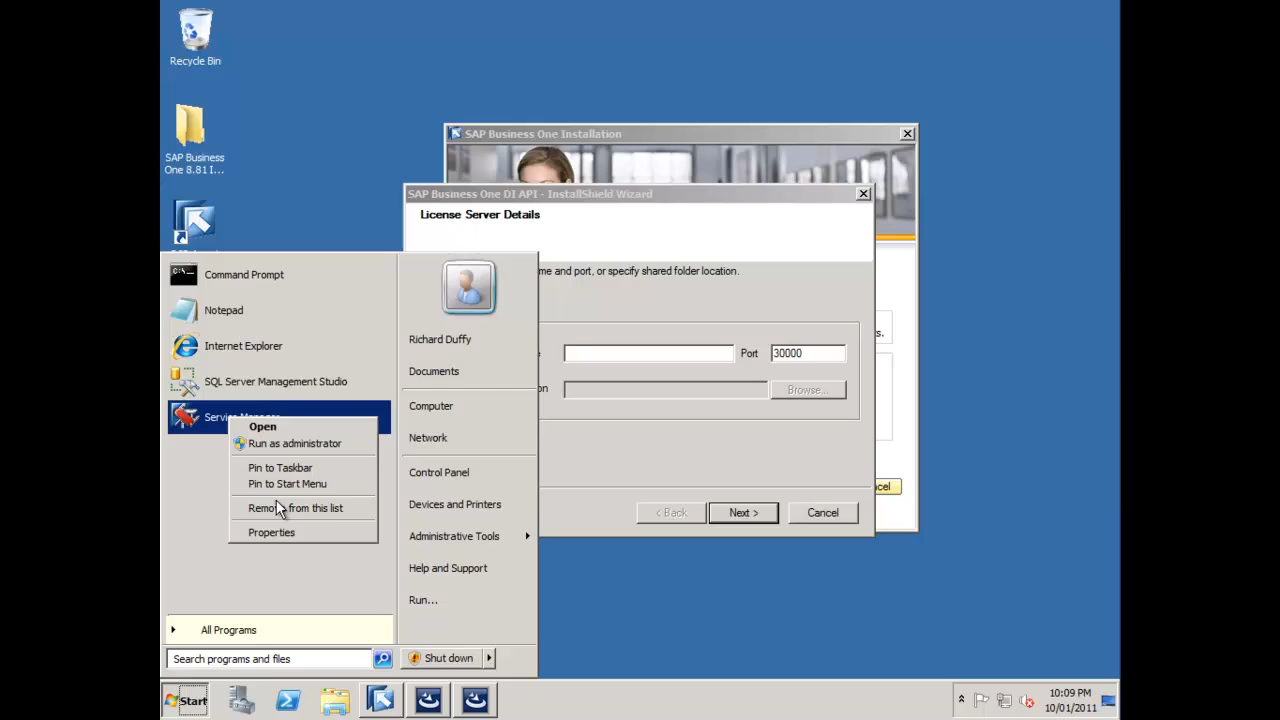 Recycle Bin
SAP Business
One 8.81 I...
SAP Business One Installation
SAP Business One DI API - InstallShield Wizard
License Server Details
me and port, or specify shared folder location.
Port
30000
Browse...
< Back
Next >
Cancel
s.
cel
Command Prompt
Notepad
Internet Explorer
SQL Server Management Studio
Service Manager
Open
Run as administrator
Pin to Taskbar
Pin to Start Menu
Remove from this list
Properties
All Programs
Search programs and files
Richard Duffy
Documents
Computer
Network
Control Panel
Devices and Printers
Administrative Tools
Help and Support
Run...
Shut down
Start
10:09 PM
10/01/2011